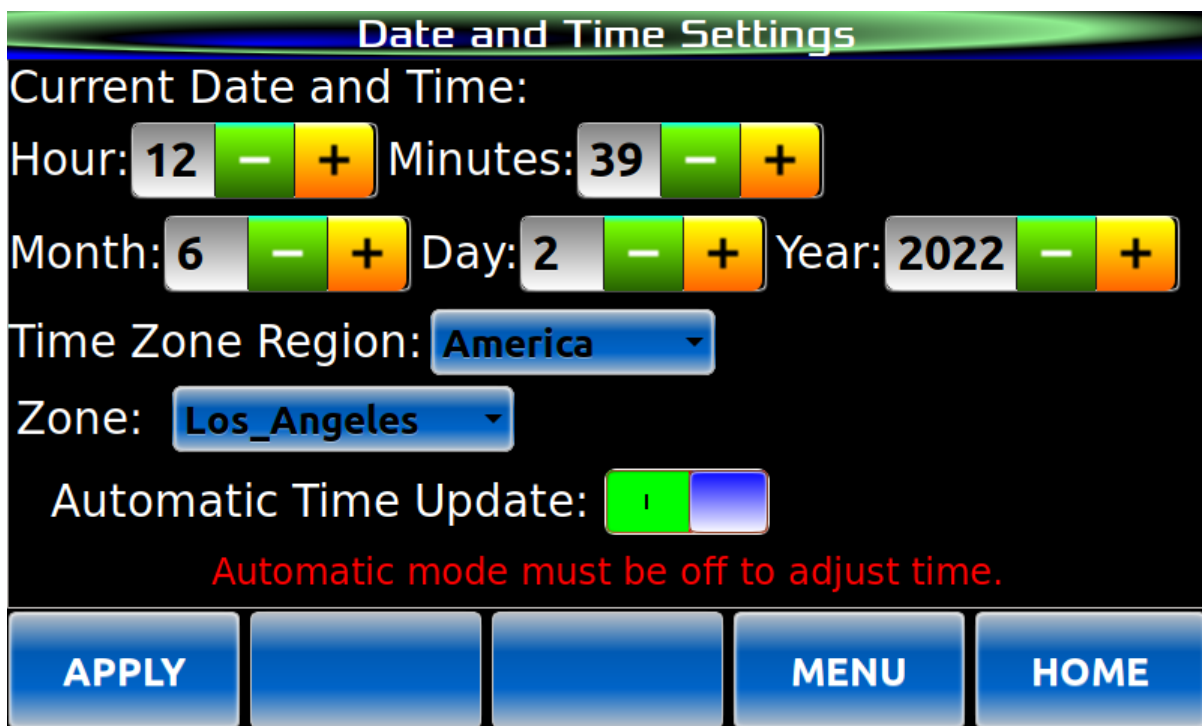 Date and Time Settings
Current Date and Time:
Hour: 12 − + Minutes: 39 − +
Month: 6 − + Day: 2 − + Year: 2022 − +
Time Zone Region: America
Zone: Los_Angeles
Automatic Time Update: I
Automatic mode must be off to adjust time.
APPLY MENU HOME